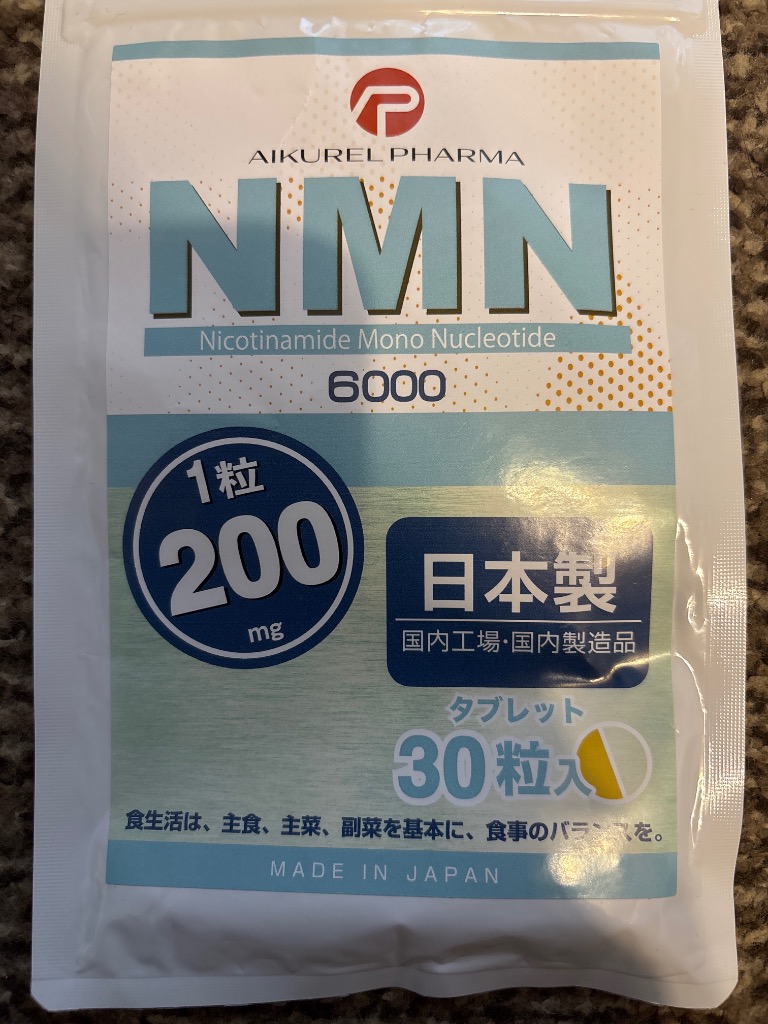 AIKUREL PHARMA
NMN
Nicotinamide Mono Nucleotide
6000
1粒
200
mg
日本製
国内工場・国内製造品
タブレット
30粒入
食生活は、主食、主菜、副菜を基本に、食事のバランスを。
MADE IN JAPAN